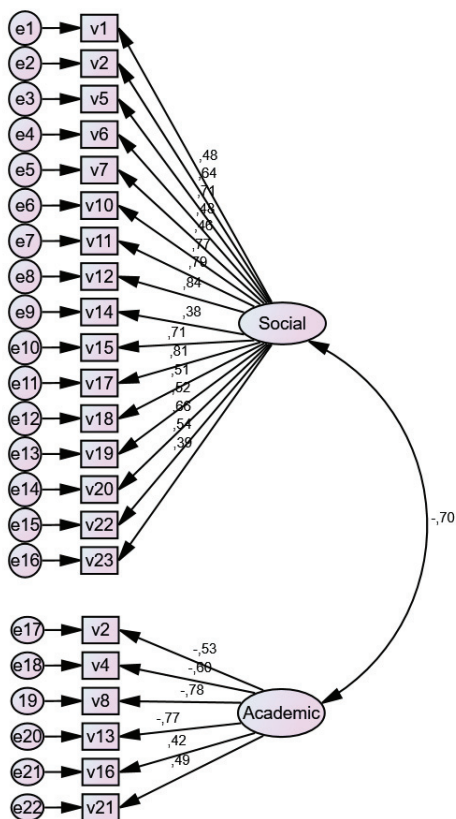 e1 v1
e2 v2
e3 v5
e4 v6
e5 v7
,48
e6 v10
,64
,71
e7 v11
,48
,46
e8 v12
,77
,79
,84
e9 v14
,38
Social
e10 v15
,71
,81
e11 v17
,51
e12 v18
,52
,66
e13 v19
,54
,39
e14 v20
e15 v22
-,70
e16 v23
e17 v2
-,53
e18 v4
-,60
-,78
19 v8
Academic
-,77
e20 v13
,42
e21 v16
,49
e22 v21